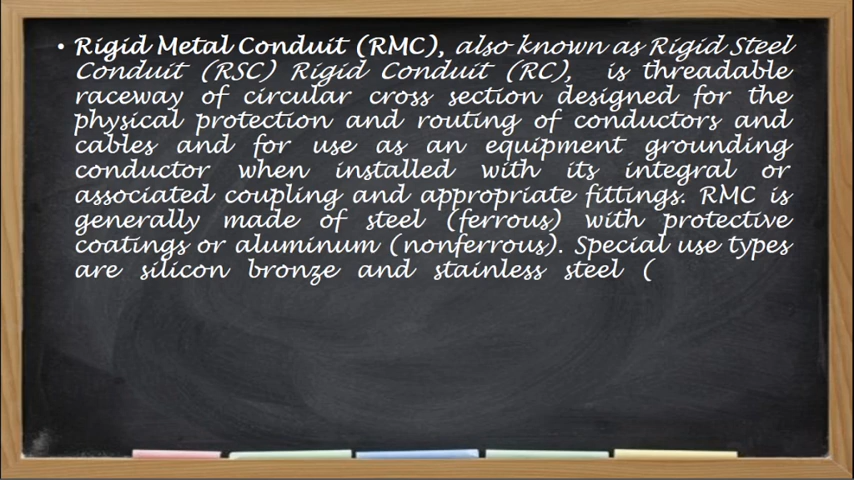 • Rigid Metal Conduit (RMC), also known as Rigid Steel
Conduit (RSC) Rigid Conduit (RC), is threadable
raceway of circular cross section designed for the
physical protection and routing of conductors and
cables and for use as an equipment grounding
conductor when installed with its integral or
associated coupling and appropriate fittings. RMC is
generally made of steel (ferrous) with protective
coatings or aluminum (nonferrous). Special use types
are silicon bronze and stainless steel (